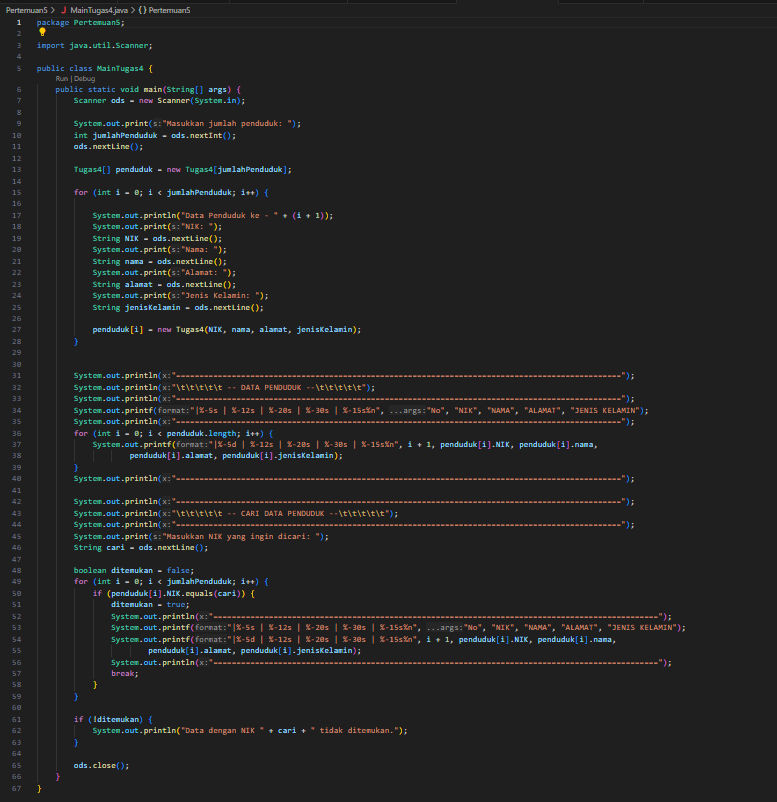 Pertemuan5 > J MainTugas4.java > {} Pertemuan5
1 package Pertemuan5;
2
3 import java.util.Scanner;
4
5 public class MainTugas4 {
Run | Debug
6 public static void main(String[] args) {
7 Scanner ods = new Scanner(System.in);
8
9 System.out.print(s:"Masukkan jumlah penduduk: ");
10 int jumlahPenduduk = ods.nextInt();
11 ods.nextLine();
12
13 Tugas4[] penduduk = new Tugas4[jumlahPenduduk];
14
15 for (int i = 0; i < jumlahPenduduk; i++) {
16
17 System.out.println("Data Penduduk ke - " + (i + 1));
18 System.out.print(s:"NIK: ");
19 String NIK = ods.nextLine();
20 System.out.print(s:"Nama: ");
21 String nama = ods.nextLine();
22 System.out.print(s:"Alamat: ");
23 String alamat = ods.nextLine();
24 System.out.print(s:"Jenis Kelamin: ");
25 String jenisKelamin = ods.nextLine();
26
27 penduduk[i] = new Tugas4(NIK, nama, alamat, jenisKelamin);
28 }
29
30
31 System.out.println(x:"=================================================================================================");
32 System.out.println(x:"\t\t\t\t\t -- DATA PENDUDUK --\t\t\t\t\t");
33 System.out.println(x:"=================================================================================================");
34 System.out.printf(format:"|%-5s | %-12s | %-20s | %-30s | %-15s%n", ...args:"No", "NIK", "NAMA", "ALAMAT", "JENIS KELAMIN");
35 System.out.println(x:"=================================================================================================");
36 for (int i = 0; i < penduduk.length; i++) {
37 System.out.printf(format:"|%-5d | %-12s | %-20s | %-30s | %-15s%n", i + 1, penduduk[i].NIK, penduduk[i].nama,
38 penduduk[i].alamat, penduduk[i].jenisKelamin);
39 }
40 System.out.println(x:"=================================================================================================");
41
42 System.out.println(x:"=================================================================================================");
43 System.out.println(x:"\t\t\t\t\t -- CARI DATA PENDUDUK --\t\t\t\t\t");
44 System.out.println(x:"=================================================================================================");
45 System.out.print(s:"Masukkan NIK yang ingin dicari: ");
46 String cari = ods.nextLine();
47
48 boolean ditemukan = false;
49 for (int i = 0; i < jumlahPenduduk; i++) {
50 if (penduduk[i].NIK.equals(cari)) {
51 ditemukan = true;
52 System.out.println(x:"=================================================================================================");
53 System.out.printf(format:"|%-5s | %-12s | %-20s | %-30s | %-15s%n", ...args:"No", "NIK", "NAMA", "ALAMAT", "JENIS KELAMIN");
54 System.out.printf(format:"|%-5d | %-12s | %-20s | %-30s | %-15s%n", i + 1, penduduk[i].NIK, penduduk[i].nama,
55 penduduk[i].alamat, penduduk[i].jenisKelamin);
56 System.out.println(x:"=================================================================================================");
57 break;
58 }
59 }
60
61 if (!ditemukan) {
62 System.out.println("Data dengan NIK " + cari + " tidak ditemukan.");
63 }
64
65 ods.close();
66 }
67 }